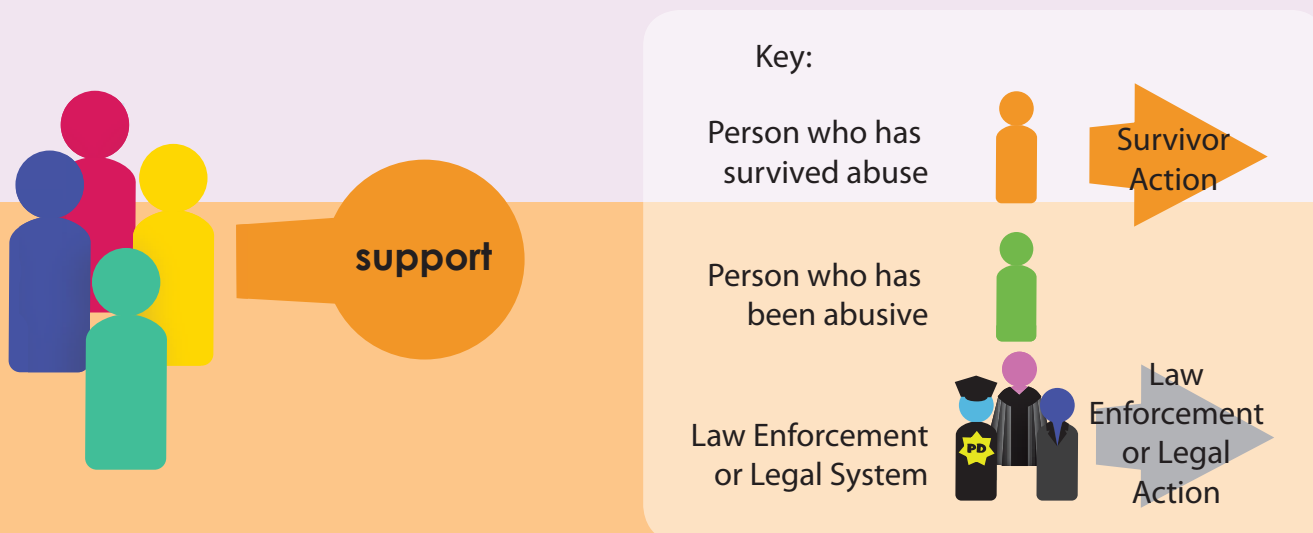 support
Key:
Person who has
survived abuse
Survivor
Action
Person who has
been abusive
Law Enforcement
or Legal System
PD
Law
Enforcement
or Legal
Action